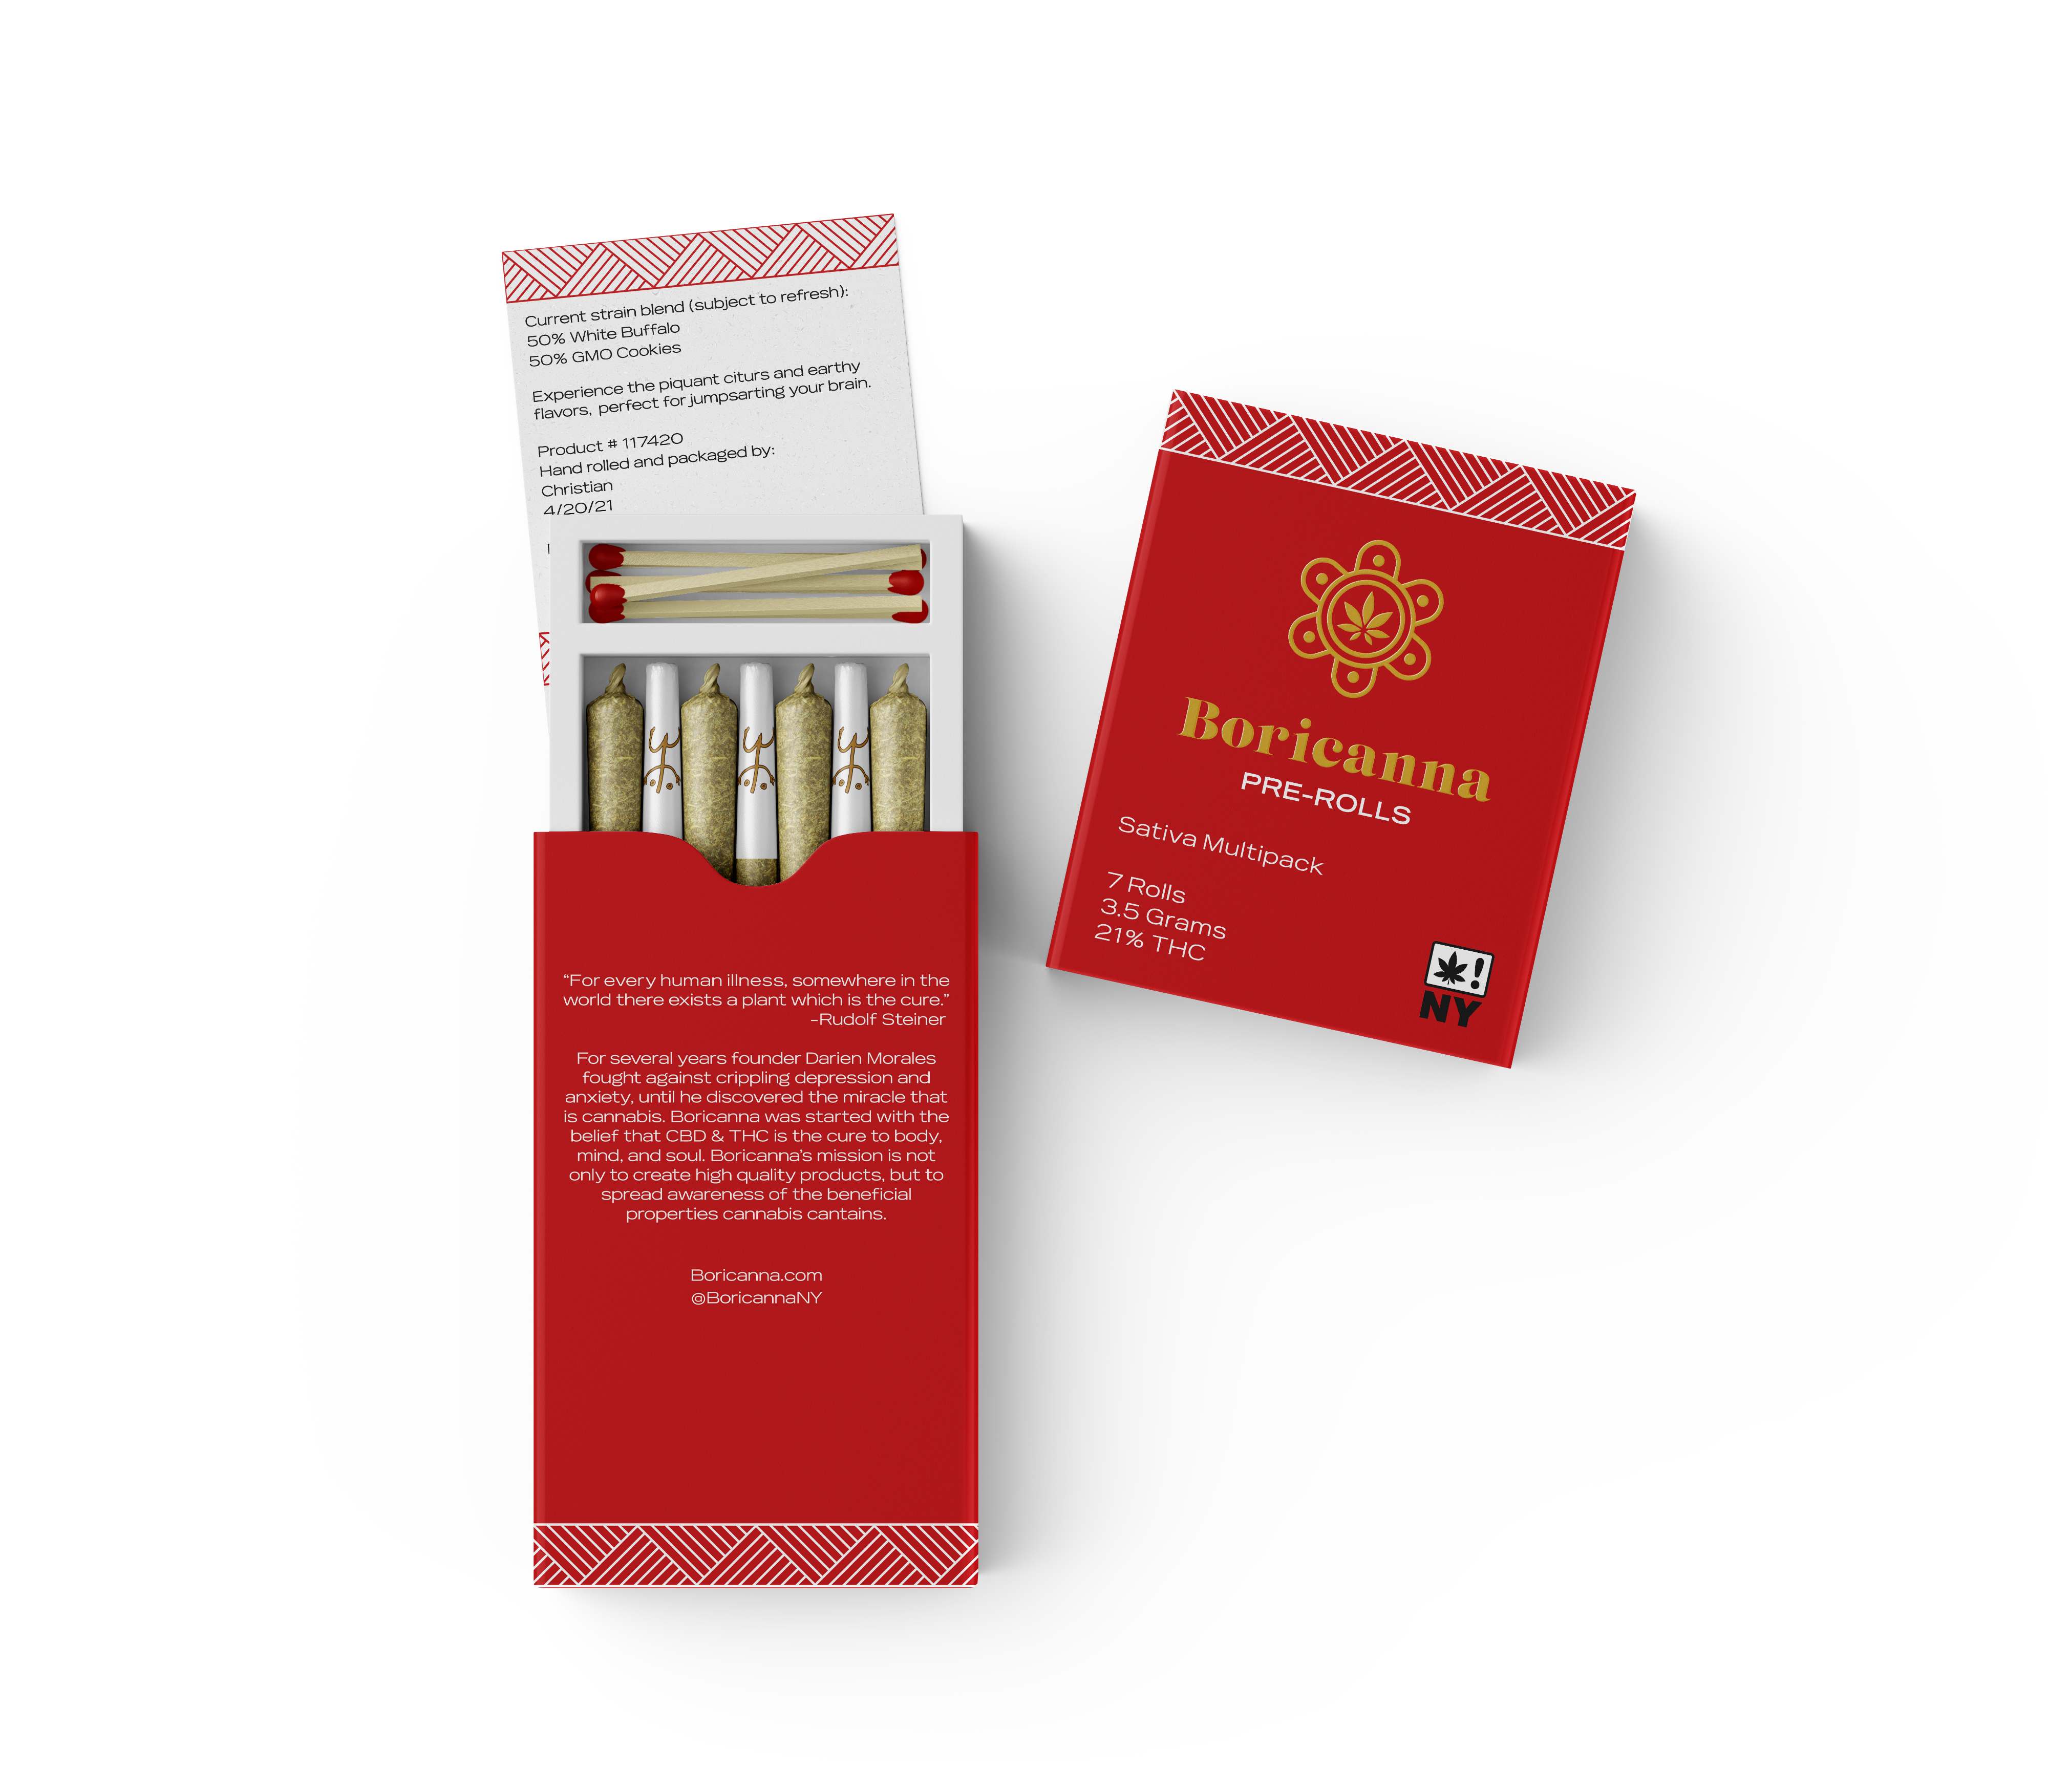 Current strain blend (subject to refresh):
50% White Buffalo
50% GMO Cookies
Experience the piquant citurs and earthy
flavors, perfect for jumpsarting your brain.
Product # 117420
Hand rolled and packaged by:
Christian
4/20/21
“For every human illness, somewhere in the
world there exists a plant which is the cure.”
-Rudolf Steiner
For several years founder Darien Morales
fought against crippling depression and
anxiety, until he discovered the miracle that
is cannabis. Boricanna was started with the
belief that CBD & THC is the cure to body,
mind, and soul. Boricanna’s mission is not
only to create high quality products, but to
spread awareness of the beneficial
properties cannabis cantains.
Boricanna.com
@BoricannaNY
Boricanna
PRE-ROLLS
Sativa Multipack
7 Rolls
3.5 Grams
21% THC
!
NY